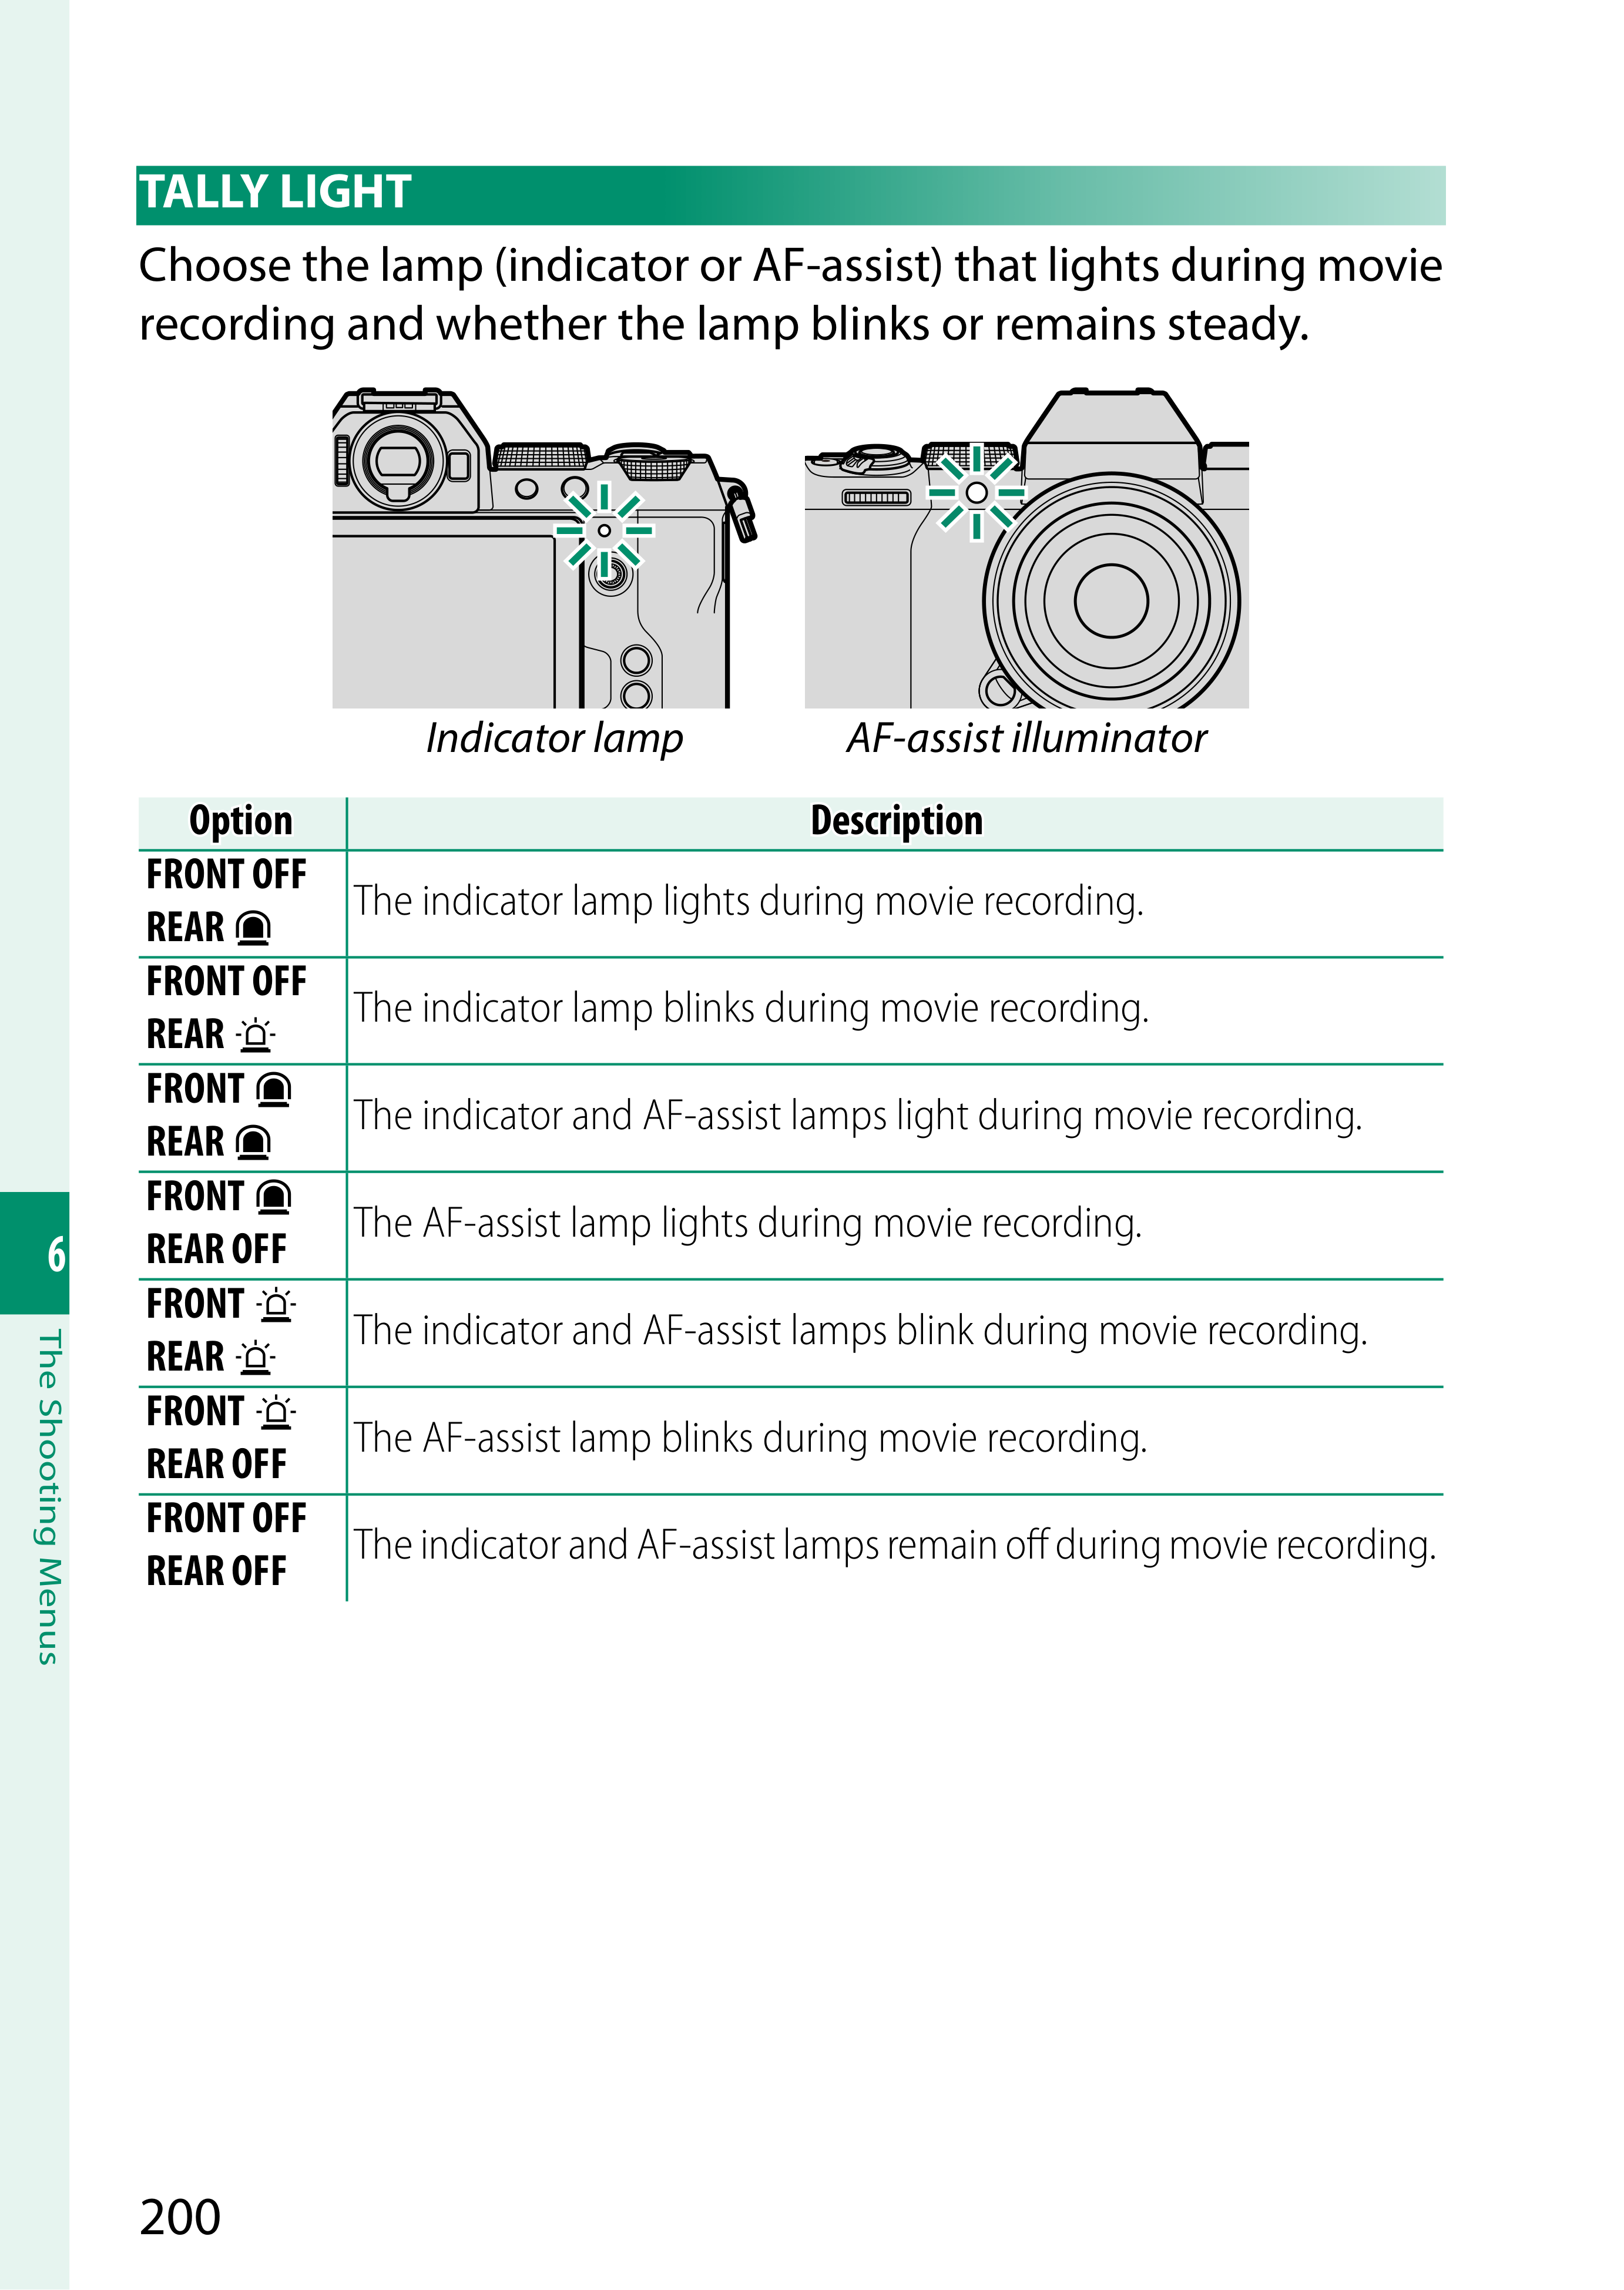 TALLY LIGHT
Choose the lamp (indicator or AF-assist) that lights during movie
recording and whether the lamp blinks or remains steady.
Indicator lamp
AF-assist illuminator
Option
Description
FRONT OFF
REAR
The indicator lamp lights during movie recording.
FRONT OFF
REAR
The indicator lamp blinks during movie recording.
FRONT
REAR
The indicator and AF-assist lamps light during movie recording.
FRONT
REAR OFF
The AF-assist lamp lights during movie recording.
FRONT
REAR
The indicator and AF-assist lamps blink during movie recording.
FRONT
REAR OFF
The AF-assist lamp blinks during movie recording.
FRONT OFF
REAR OFF
The indicator and AF-assist lamps remain off during movie recording.
6
The Shooting Menus
200